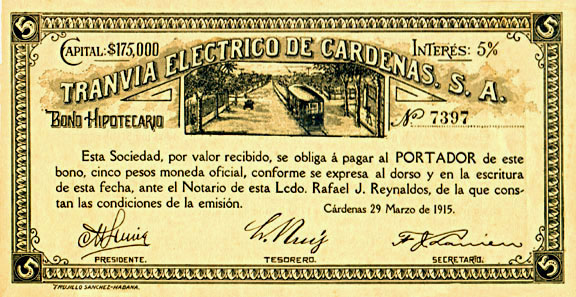 5 5
CAPITAL: $175,000 INTERÉS: 5%
TRANVIA ELECTRICO DE CARDENAS. S. A.
BONO HIPOTECARIO Nº 7397
Esta Sociedad, por valor recibido, se obliga á pagar al PORTADOR de este
bono, cinco pesos moneda oficial, conforme se expresa al dorso y en la escritura
de esta fecha, ante el Notario de esta Lcdo. Rafael J. Reynaldos, de la que cons-
tan las condiciones de la emisión. Cárdenas 29 Marzo de 1915.
PRESIDENTE. TESORERO. SECRETARIO.
5 5
TRUJILLO SANCHEZ-HABANA.